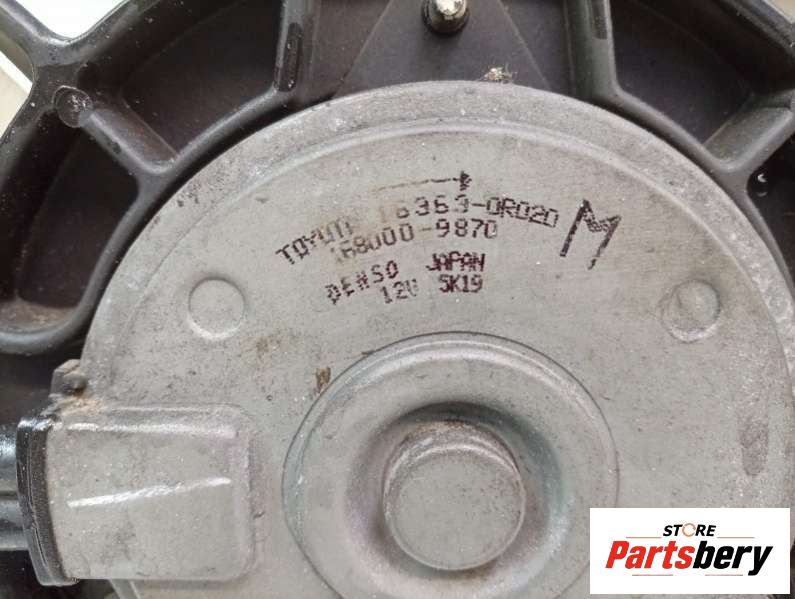 TOYOTA 16363-0R020
168000-9870
DENSO JAPAN
12V 5K19
M
STORE
Partsbery